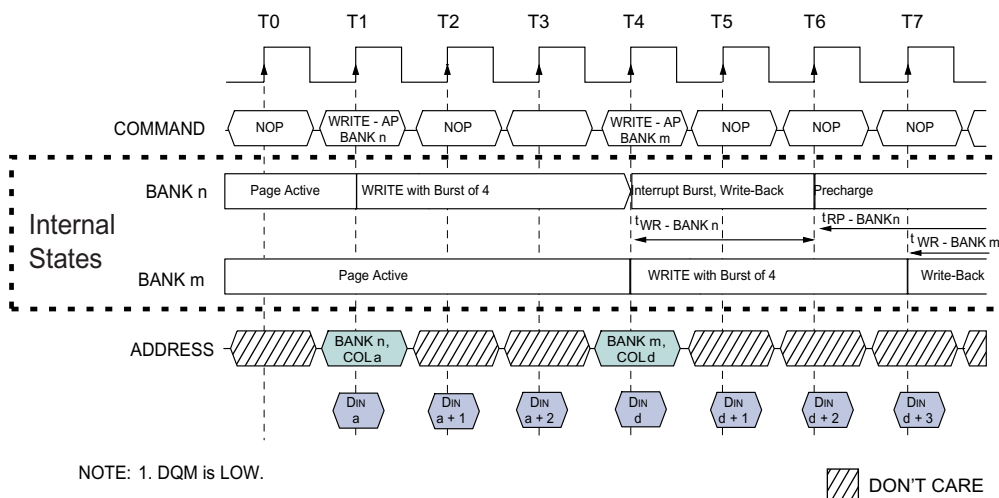 T0 T1 T2 T3 T4 T5 T6 T7
COMMAND NOP WRITE - AP NOP WRITE - AP NOP NOP NOP
BANK n BANK m
BANK n Page Active WRITE with Burst of 4 Interrupt Burst, Write-Back Precharge
Internal
States
tWR - BANK n tRP - BANK n
tWR - BANK m
BANK m Page Active WRITE with Burst of 4 Write-Back
ADDRESS BANK n, BANK m,
COL a COL d
DIN DIN DIN DIN DIN DIN DIN
a a + 1 a + 2 d d + 1 d + 2 d + 3
NOTE: 1. DQM is LOW.
DON'T CARE